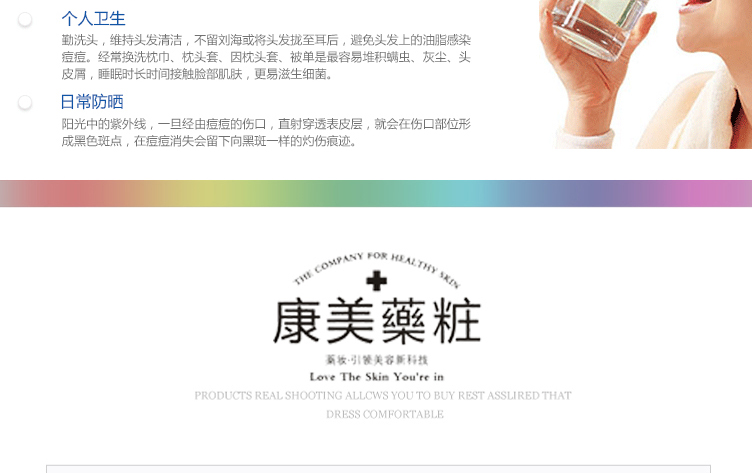 个人卫生
勤洗头，维持头发清洁，不留刘海或将头发拢至耳后，避免头发上的油脂感染
痘痘。经常换洗枕巾、枕头套、因枕头套、被单是最容易堆积螨虫、灰尘、头
皮屑，睡眠时长时间接触脸部肌肤，更易滋生细菌。
日常防晒
阳光中的紫外线，一旦经由痘痘的伤口，直射穿透表皮层，就会在伤口部位形
成黑色斑点，在痘痘消失会留下向黑斑一样的灼伤痕迹。
THE COMPANY FOR HEALTHY SKIN
康美藥粧
薬妆·引领美容新科技
Love The Skin You're in
PRODUCTS REAL SHOOTING ALLCWS YOU TO BUY REST ASSLIRED THAT
DRESS COMFORTABLE